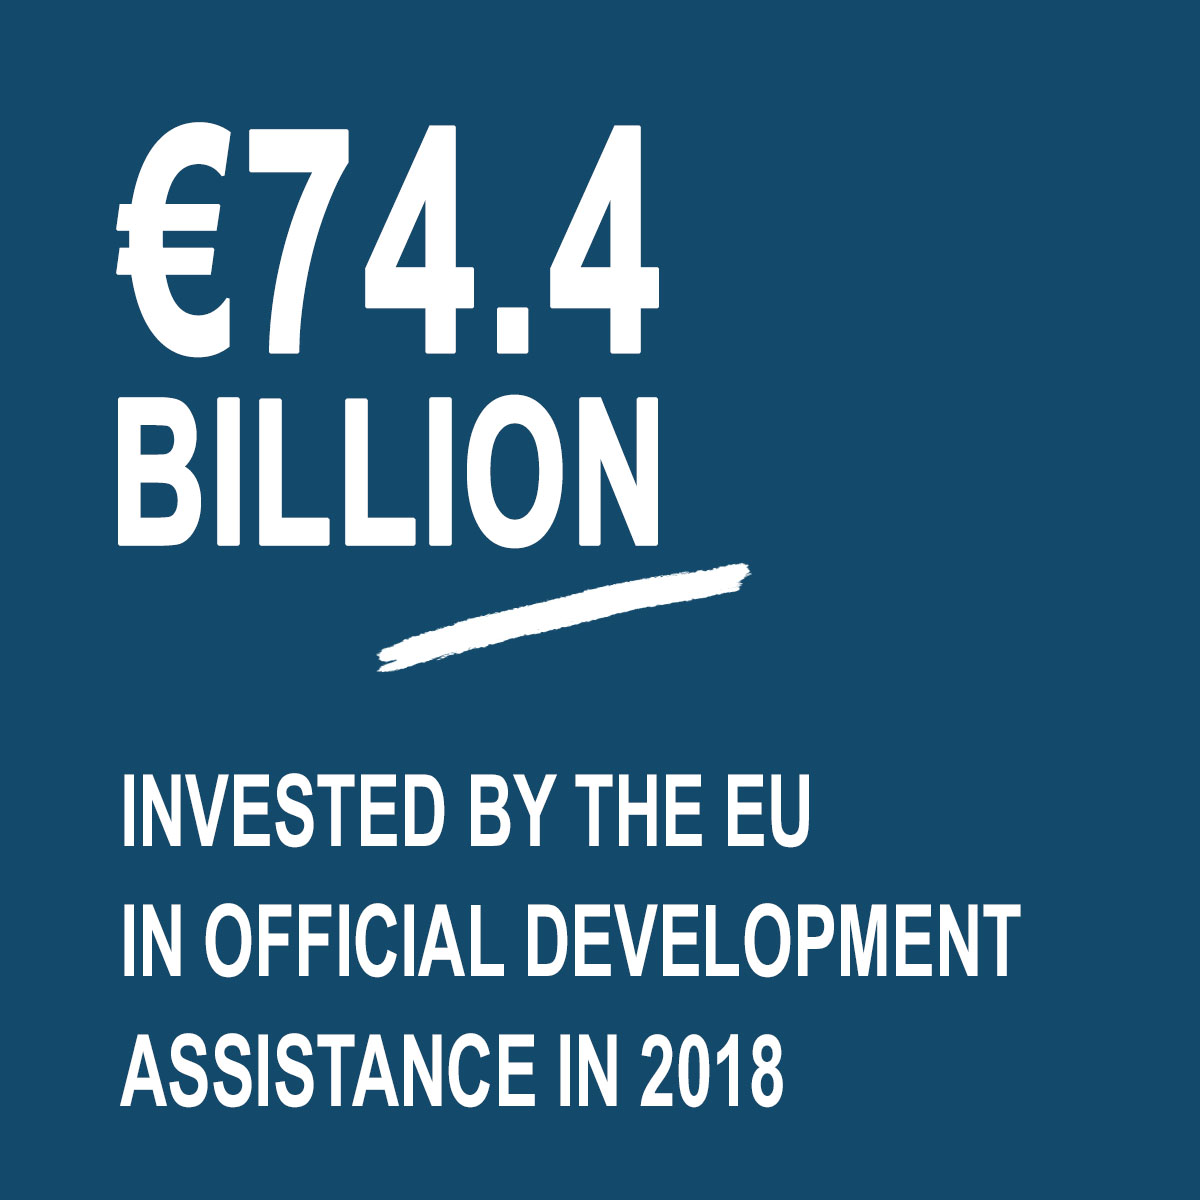 €74.4
BILLION
INVESTED BY THE EU
IN OFFICIAL DEVELOPMENT
ASSISTANCE IN 2018